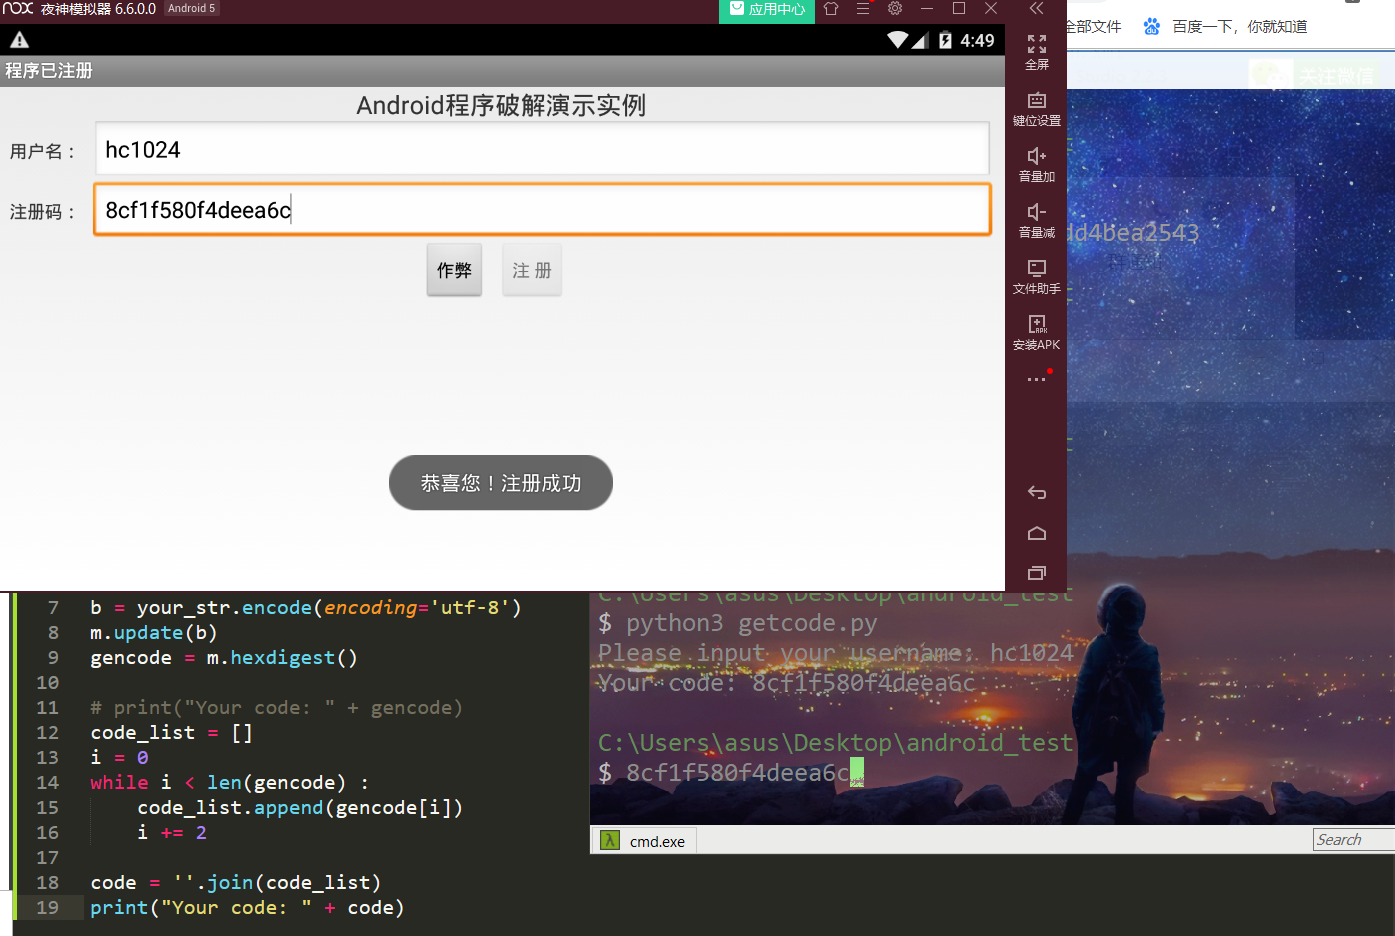 nox 夜神模拟器 6.6.0.0 Android 5
应用中心
4:49
程序已注册
Android程序破解演示实例
用户名：
hc1024
注册码：
8cf1f580f4deea6c
作弊
注 册
恭喜您！注册成功
全屏
键位设置
音量加
音量减
文件助手
安装APK
全部文件
百度一下，你就知道
关注微信
dd4bea2543
7 b = your_str.encode(encoding='utf-8')
8 m.update(b)
9 gencode = m.hexdigest()
10
11 # print("Your code: " + gencode)
12 code_list = []
13 i = 0
14 while i < len(gencode) :
15 code_list.append(gencode[i])
16 i += 2
17
18 code = ''.join(code_list)
19 print("Your code: " + code)
C:\Users\asus\Desktop\android_test
$ python3 getcode.py
Please input your username: hc1024
Your code: 8cf1f580f4deea6c
C:\Users\asus\Desktop\android_test
$ 8cf1f580f4deea6c
λ cmd.exe
Search